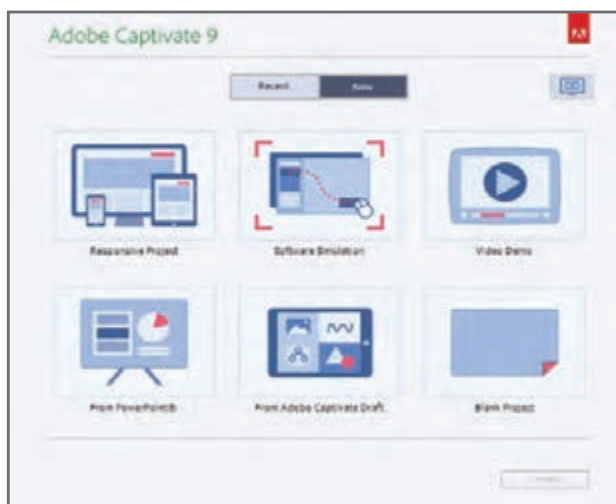 Adobe Captivate 9
Recent New
Responsive Project Software Simulation Video Demo
From PowerPoint® From Adobe Captivate Draft Blank Project